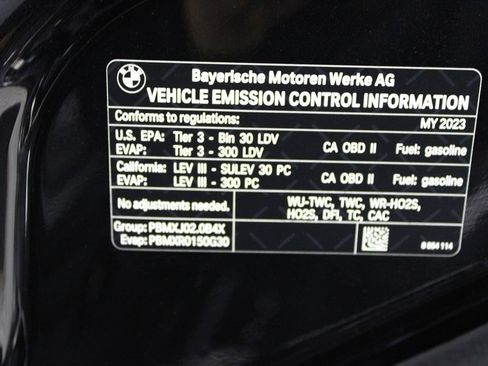 Bayerische Motoren Werke AG
VEHICLE EMISSION CONTROL INFORMATION
Conforms to regulations: MY 2023
U.S. EPA: Tier 3 - Bin 30 LDV
EVAP: Tier 3 - 300 LDV CA OBD II Fuel: gasoline
California: LEV III - SULEV 30 PC
EVAP: LEV III - 300 PC CA OBD II Fuel: gasoline
No adjustments needed. WU-TWC, TWC, WR-HO2S,
HO2S, DFI, TC, CAC
Group: PBMXJ02.0B4X
Evap: PBMXR0150G30